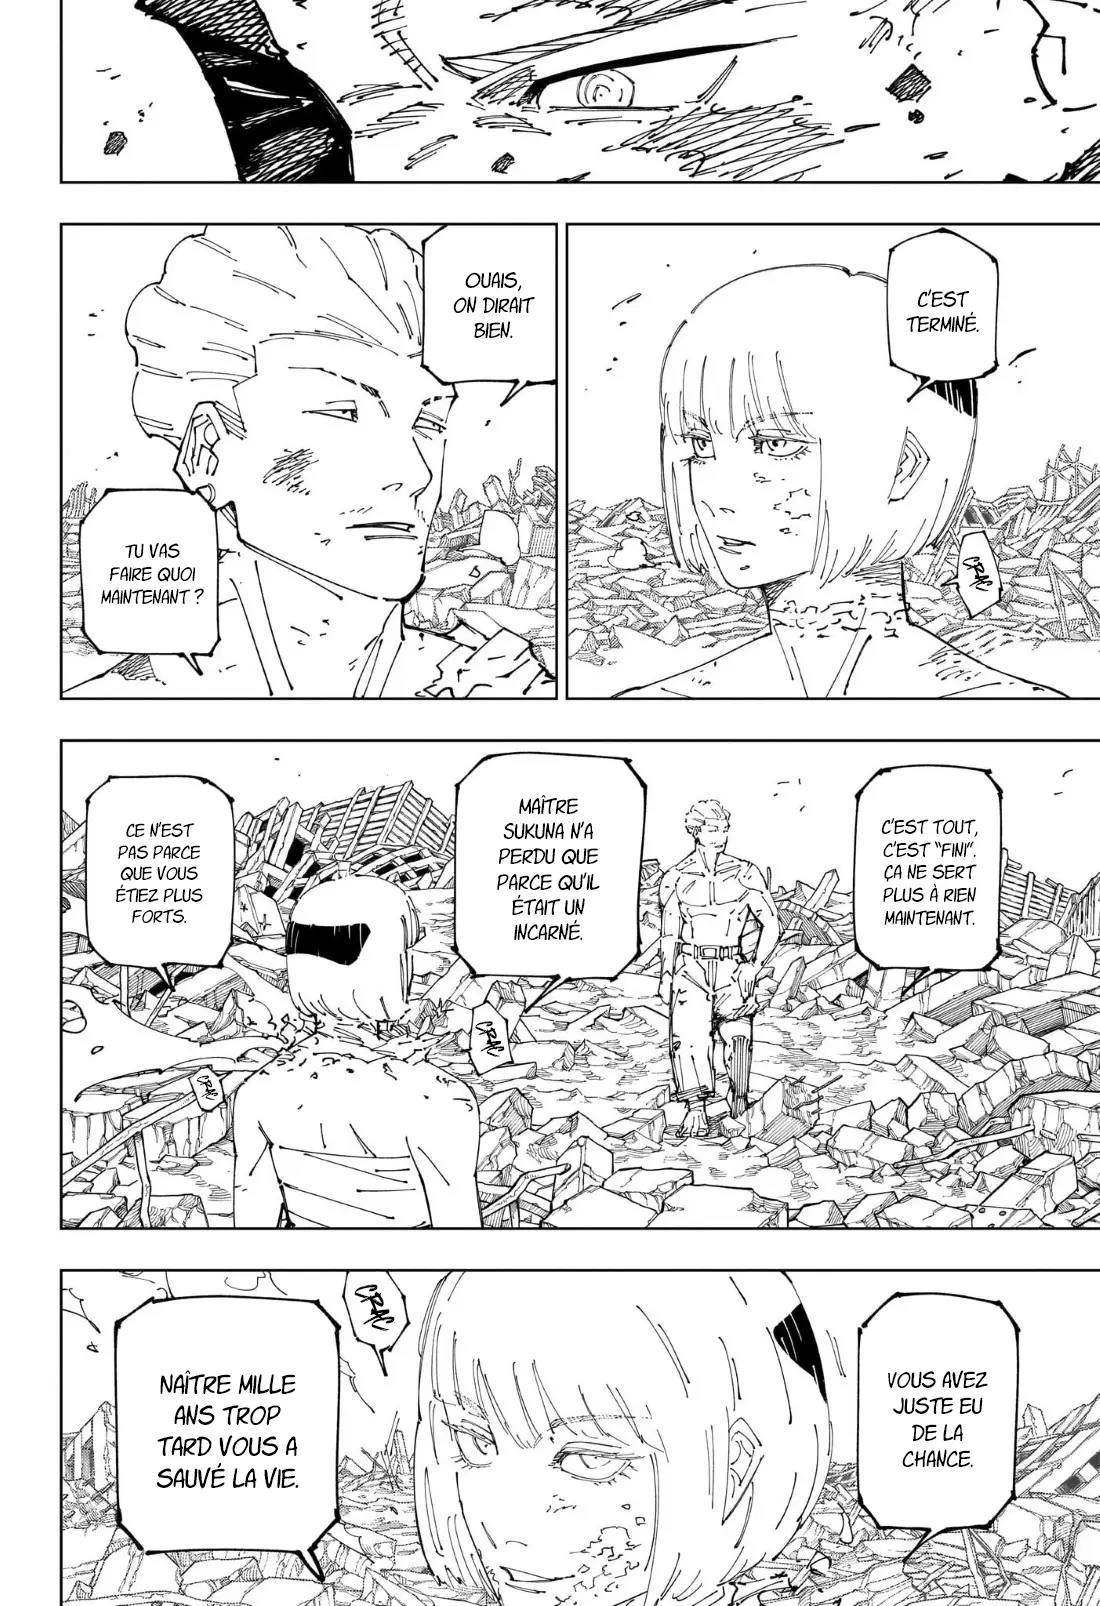 C'EST
TERMINÉ.
CRAC
OUAIS,
ON DIRAIT
BIEN.
TU VAS
FAIRE QUOI
MAINTENANT ?
C'EST TOUT,
C'EST "FINI".
ÇA NE SERT
PLUS À RIEN
MAINTENANT.
MAÎTRE
SUKUNA N'A
PERDU QUE
PARCE QU'IL
ÉTAIT UN
INCARNÉ.
CRAC
CE N'EST
PAS PARCE
QUE VOUS
ÉTIEZ PLUS
FORTS.
CRAC
VOUS AVEZ
JUSTE EU
DE LA
CHANCE.
CRAC
NAÎTRE MILLE
ANS TROP
TARD VOUS A
SAUVÉ LA VIE.